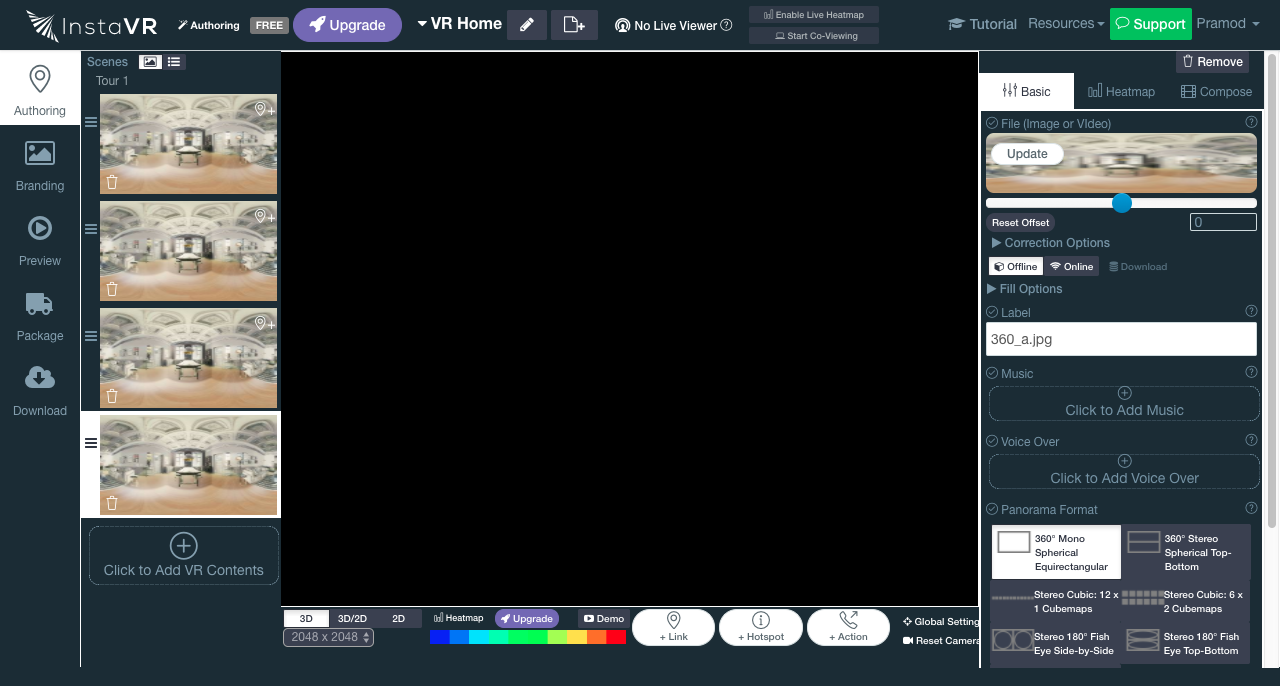 InstaVR
Authoring
FREE
Upgrade
VR Home
No Live Viewer
Enable Live Heatmap
Start Co-Viewing
Tutorial
Resources
Support
Pramod
Authoring
Branding
Preview
Package
Download
Scenes
Tour 1
Click to Add VR Contents
3D
3D/2D
2D
2048 x 2048
Heatmap
Upgrade
Demo
+ Link
+ Hotspot
+ Action
Global Setting
Reset Camera
Remove
Basic
Heatmap
Compose
File (Image or VIdeo)
Update
Reset Offset
0
Correction Options
Offline
Online
Download
Fill Options
Label
360_a.jpg
Music
Click to Add Music
Voice Over
Click to Add Voice Over
Panorama Format
360° Mono
Spherical
Equirectangular
360° Stereo
Spherical Top-
Bottom
Stereo Cubic: 12 x
1 Cubemaps
Stereo Cubic: 6 x
2 Cubemaps
Stereo 180° Fish
Eye Side-by-Side
Stereo 180° Fish
Eye Top-Bottom